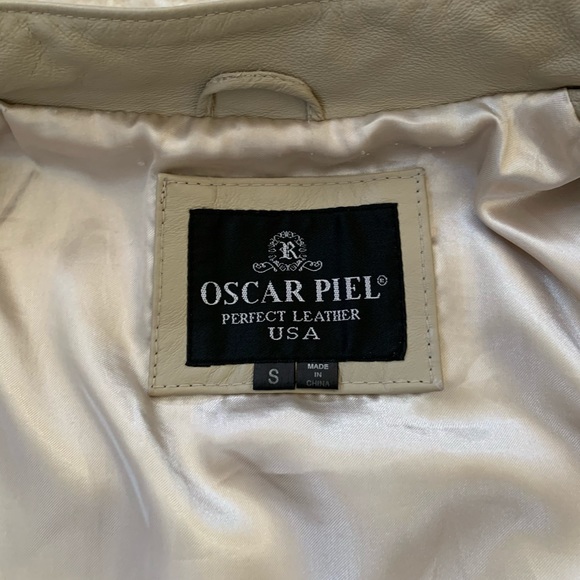 R
OSCAR PIEL®
PERFECT LEATHER
USA
S
MADE
IN
CHINA